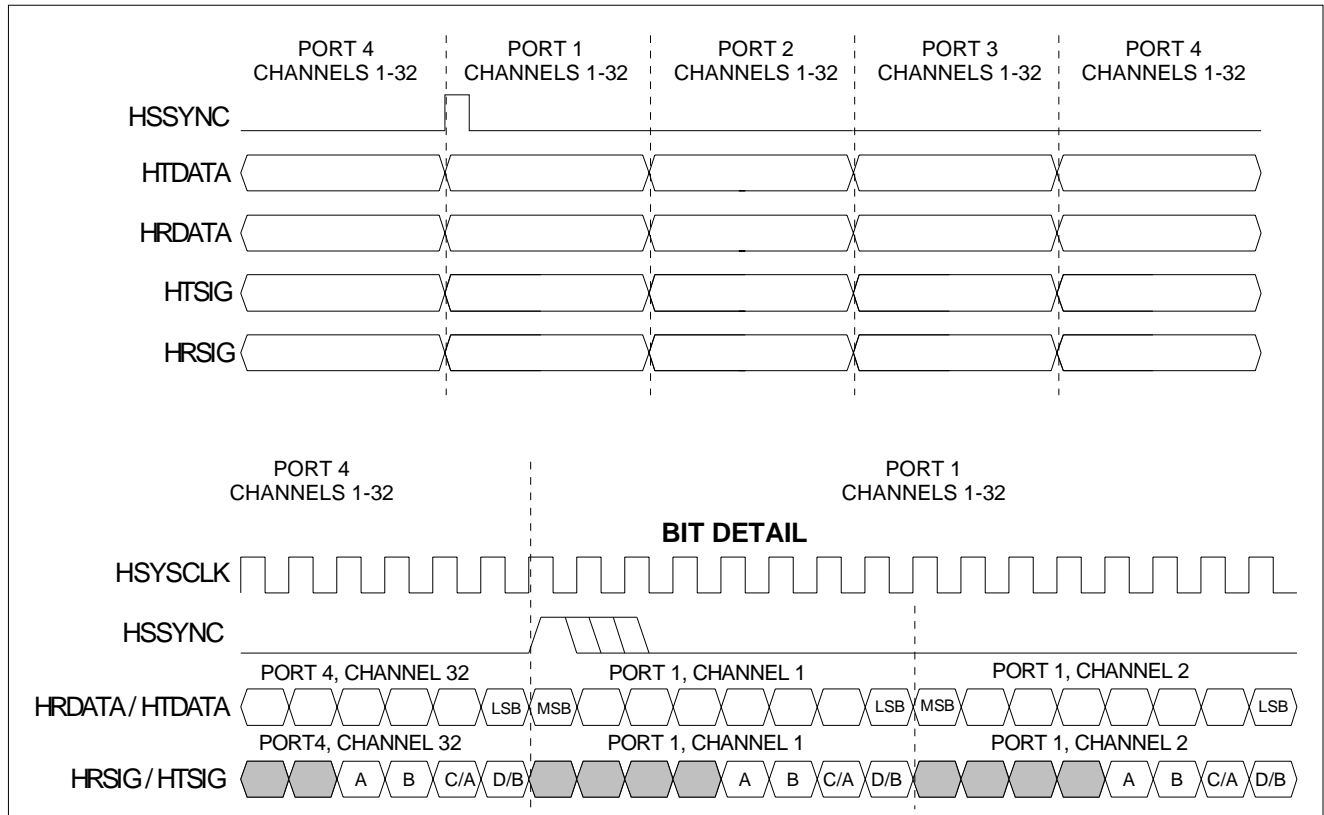 PORT 4 PORT 1 PORT 2 PORT 3 PORT 4
CHANNELS 1-32 CHANNELS 1-32 CHANNELS 1-32 CHANNELS 1-32 CHANNELS 1-32
HSSYNC
HTDATA
HRDATA
HTSIG
HRSIG
PORT 4 PORT 1
CHANNELS 1-32 CHANNELS 1-32
BIT DETAIL
HSYSCLK
HSSYNC
PORT 4, CHANNEL 32 PORT 1, CHANNEL 1 PORT 1, CHANNEL 2
HRDATA / HTDATA LSB MSB LSB MSB LSB
PORT4, CHANNEL 32 PORT 1, CHANNEL 1 PORT 1, CHANNEL 2
HRSIG / HTSIG A B C/A D/B A B C/A D/B A B C/A D/B